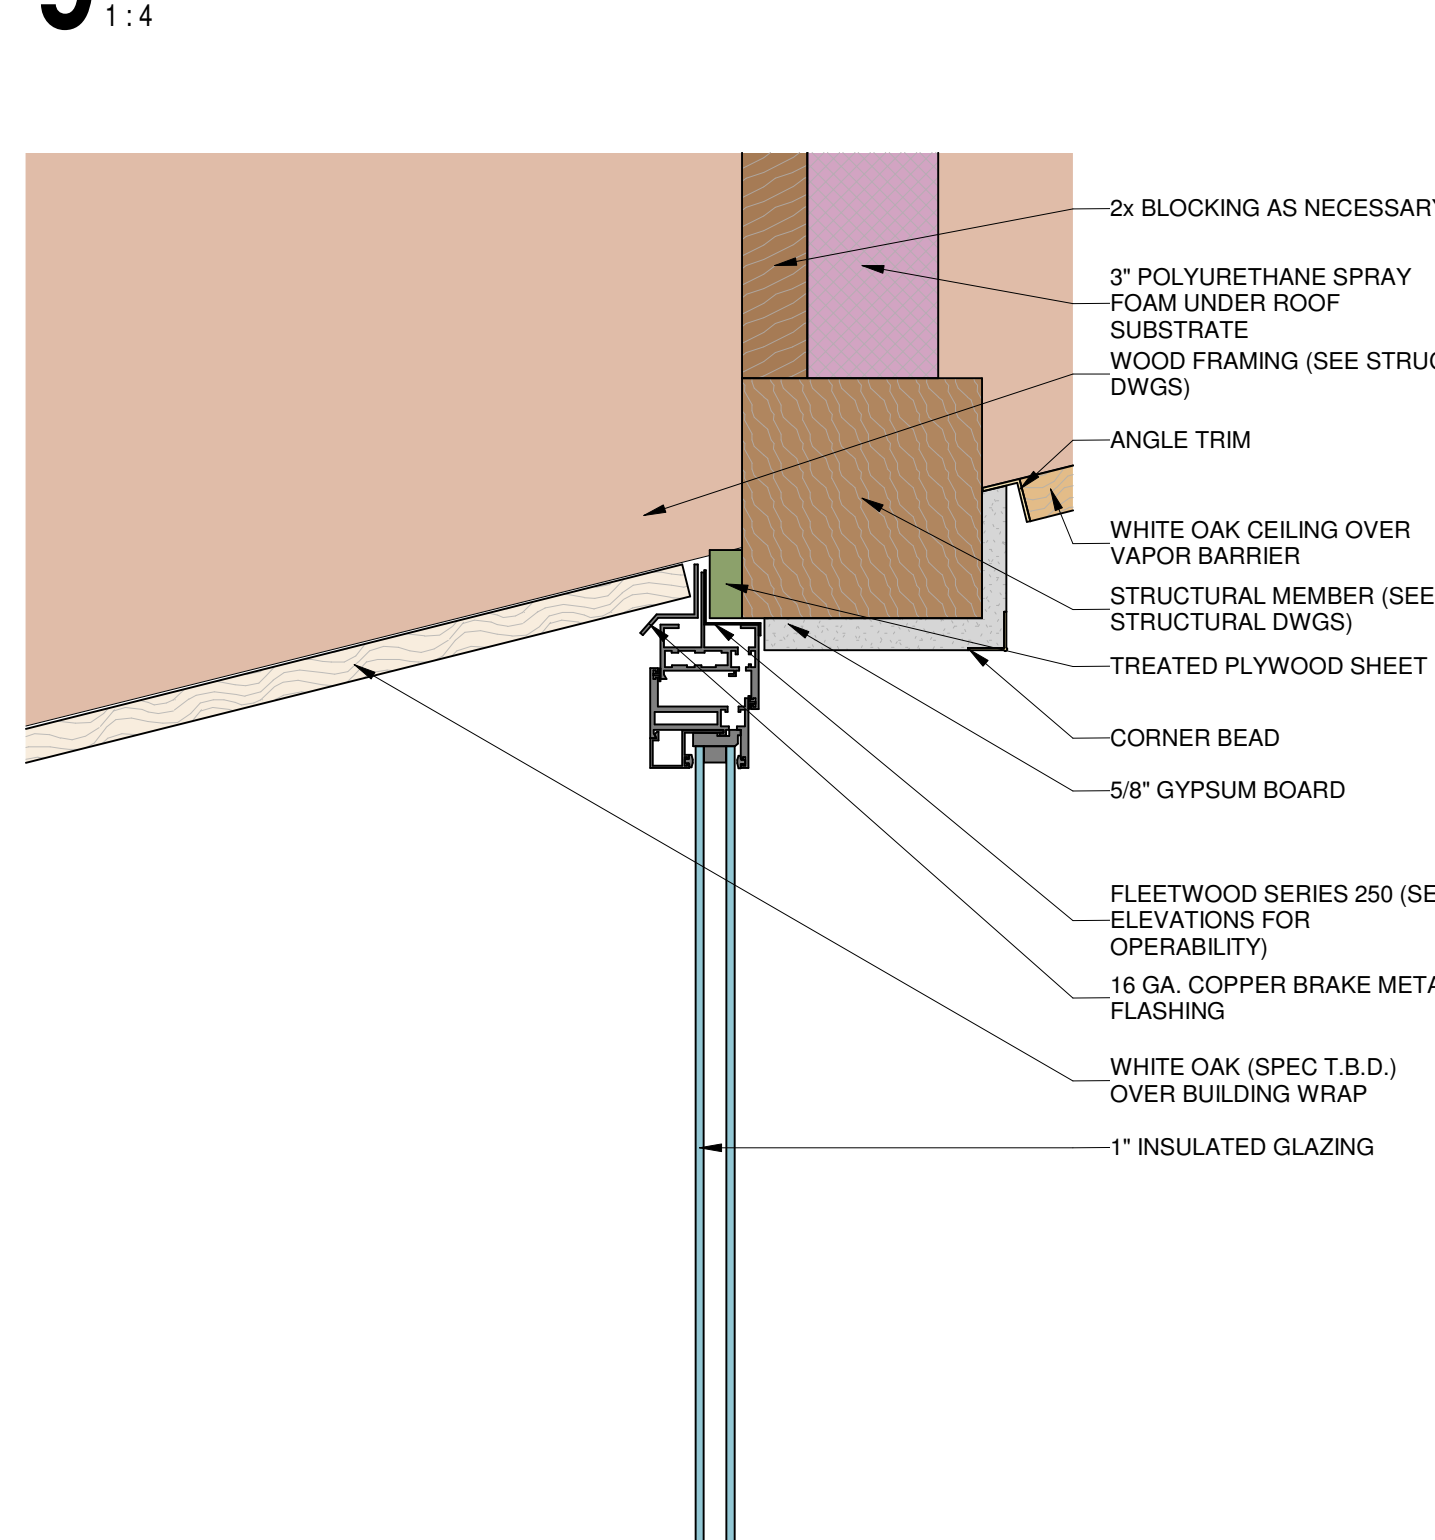 1 : 4
2x BLOCKING AS NECESSARY
3" POLYURETHANE SPRAY
FOAM UNDER ROOF
SUBSTRATE
WOOD FRAMING (SEE STRUC
DWGS)
ANGLE TRIM
WHITE OAK CEILING OVER
VAPOR BARRIER
STRUCTURAL MEMBER (SEE
STRUCTURAL DWGS)
TREATED PLYWOOD SHEET
CORNER BEAD
5/8" GYPSUM BOARD
FLEETWOOD SERIES 250 (SE
ELEVATIONS FOR
OPERABILITY)
16 GA. COPPER BRAKE META
FLASHING
WHITE OAK (SPEC T.B.D.)
OVER BUILDING WRAP
1" INSULATED GLAZING